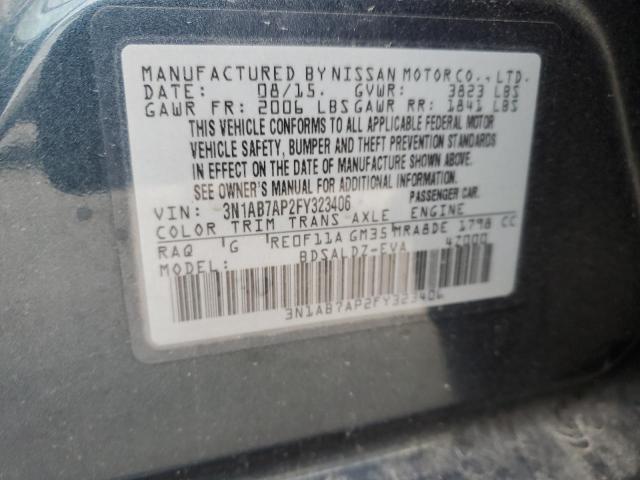 MANUFACTURED BY NISSAN MOTOR CO., LTD.
DATE: 08/15. GVWR: 3823 LBS
GAWR FR: 2006 LBS GAWR RR: 1841 LBS
THIS VEHICLE CONFORMS TO ALL APPLICABLE FEDERAL MOTOR
VEHICLE SAFETY, BUMPER AND THEFT PREVENTION STANDARDS
IN EFFECT ON THE DATE OF MANUFACTURE SHOWN ABOVE.
SEE OWNER'S MANUAL FOR ADDITIONAL INFORMATION.
VIN: 3N1AB7AP2FY323406 PASSENGER CAR.
COLOR TRIM TRANS AXLE ENGINE
RAQ G RE0F11A GM35 MRA8DE 1798 CC
MODEL: BDSALDZ-EVA 4Z000
3N1AB7AP2FY323406